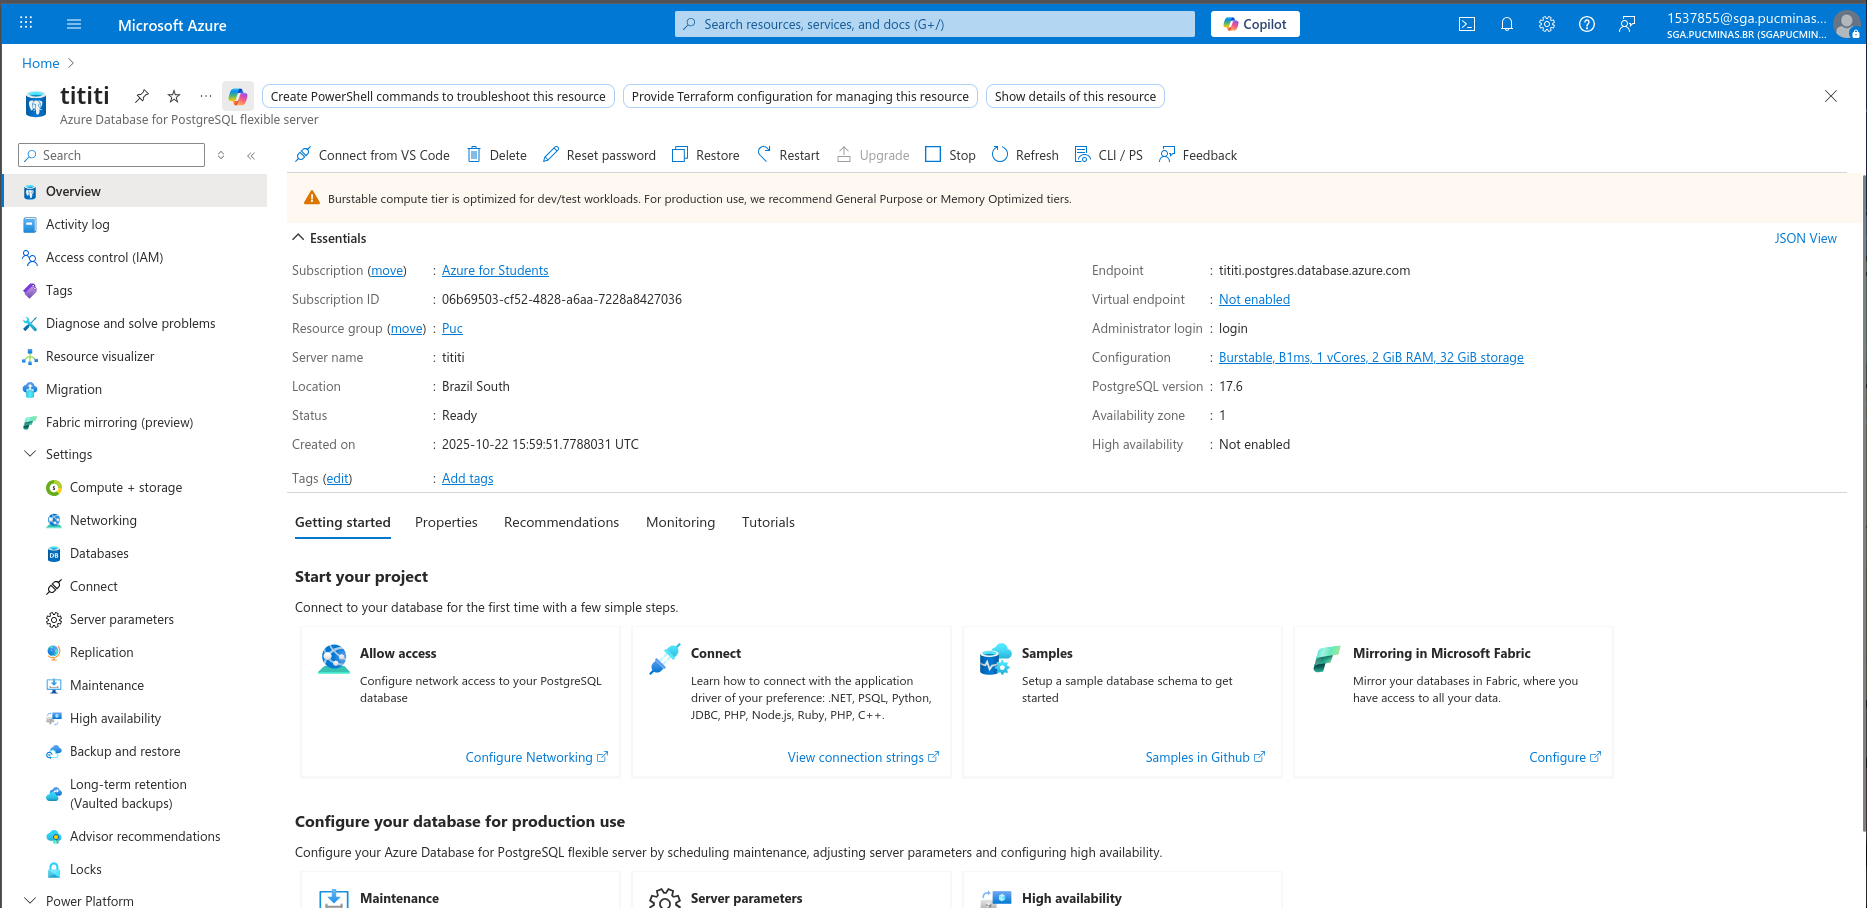 Microsoft Azure
Search resources, services, and docs (G+/)
Copilot
1537855@sga.pucminas...
SGA.PUCMINAS.BR (SGAPUCMIN...
Home
tititi
Create PowerShell commands to troubleshoot this resource
Provide Terraform configuration for managing this resource
Show details of this resource
Azure Database for PostgreSQL flexible server
Search
Connect from VS Code
Delete
Reset password
Restore
Restart
Upgrade
Stop
Refresh
CLI / PS
Feedback
Overview
Activity log
Access control (IAM)
Tags
Diagnose and solve problems
Resource visualizer
Migration
Fabric mirroring (preview)
Settings
Compute + storage
Networking
Databases
Connect
Server parameters
Replication
Maintenance
High availability
Backup and restore
Long-term retention
(Vaulted backups)
Advisor recommendations
Locks
Power Platform
Burstable compute tier is optimized for dev/test workloads. For production use, we recommend General Purpose or Memory Optimized tiers.
Essentials
JSON View
Subscription (move) : Azure for Students
Subscription ID : 06b69503-cf52-4828-a6aa-7228a8427036
Resource group (move) : Puc
Server name : tititi
Location : Brazil South
Status : Ready
Created on : 2025-10-22 15:59:51.7788031 UTC
Tags (edit) : Add tags
Endpoint : tititi.postgres.database.azure.com
Virtual endpoint : Not enabled
Administrator login : login
Configuration : Burstable, B1ms, 1 vCores, 2 GiB RAM, 32 GiB storage
PostgreSQL version : 17.6
Availability zone : 1
High availability : Not enabled
Getting started
Properties
Recommendations
Monitoring
Tutorials
Start your project
Connect to your database for the first time with a few simple steps.
Allow access
Configure network access to your PostgreSQL
database
Configure Networking
Connect
Learn how to connect with the application
driver of your preference: .NET, PSQL, Python,
JDBC, PHP, Node.js, Ruby, PHP, C++.
View connection strings
Samples
Setup a sample database schema to get
started
Samples in Github
Mirroring in Microsoft Fabric
Mirror your databases in Fabric, where you
have access to all your data.
Configure
Configure your database for production use
Configure your Azure Database for PostgreSQL flexible server by scheduling maintenance, adjusting server parameters and configuring high availability.
Maintenance
Server parameters
High availability